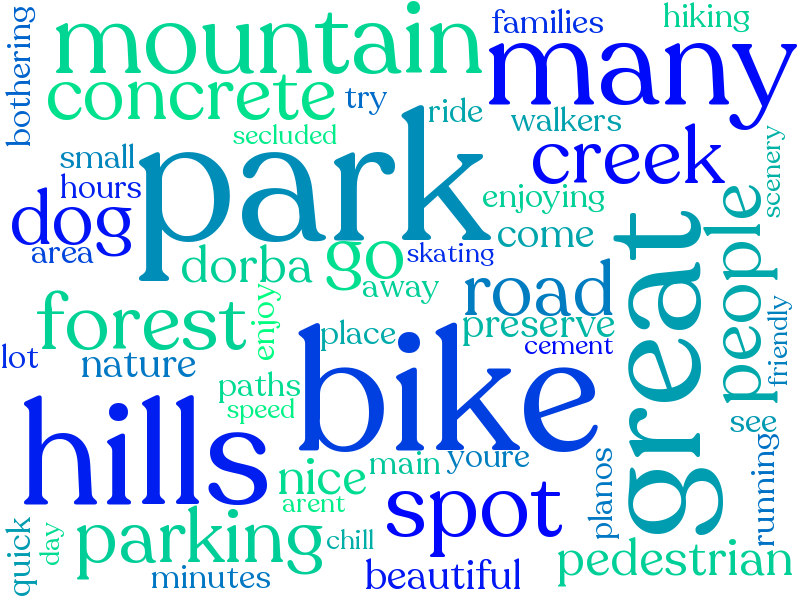 bothering
mountain
families
hiking
many
concrete
try
ride
walkers
secluded
small
park
creek
scenery
hours
dog
enjoying
great
people
area
dorba
go
skating
come
away
road
forest
enjoy
place
preserve
friendly
lot
nature
bike
cement
paths
speed
hills
see
main
youre
running
nice
planos
arent
spot
quick
day
parking
chill
pedestrian
minutes
beautiful